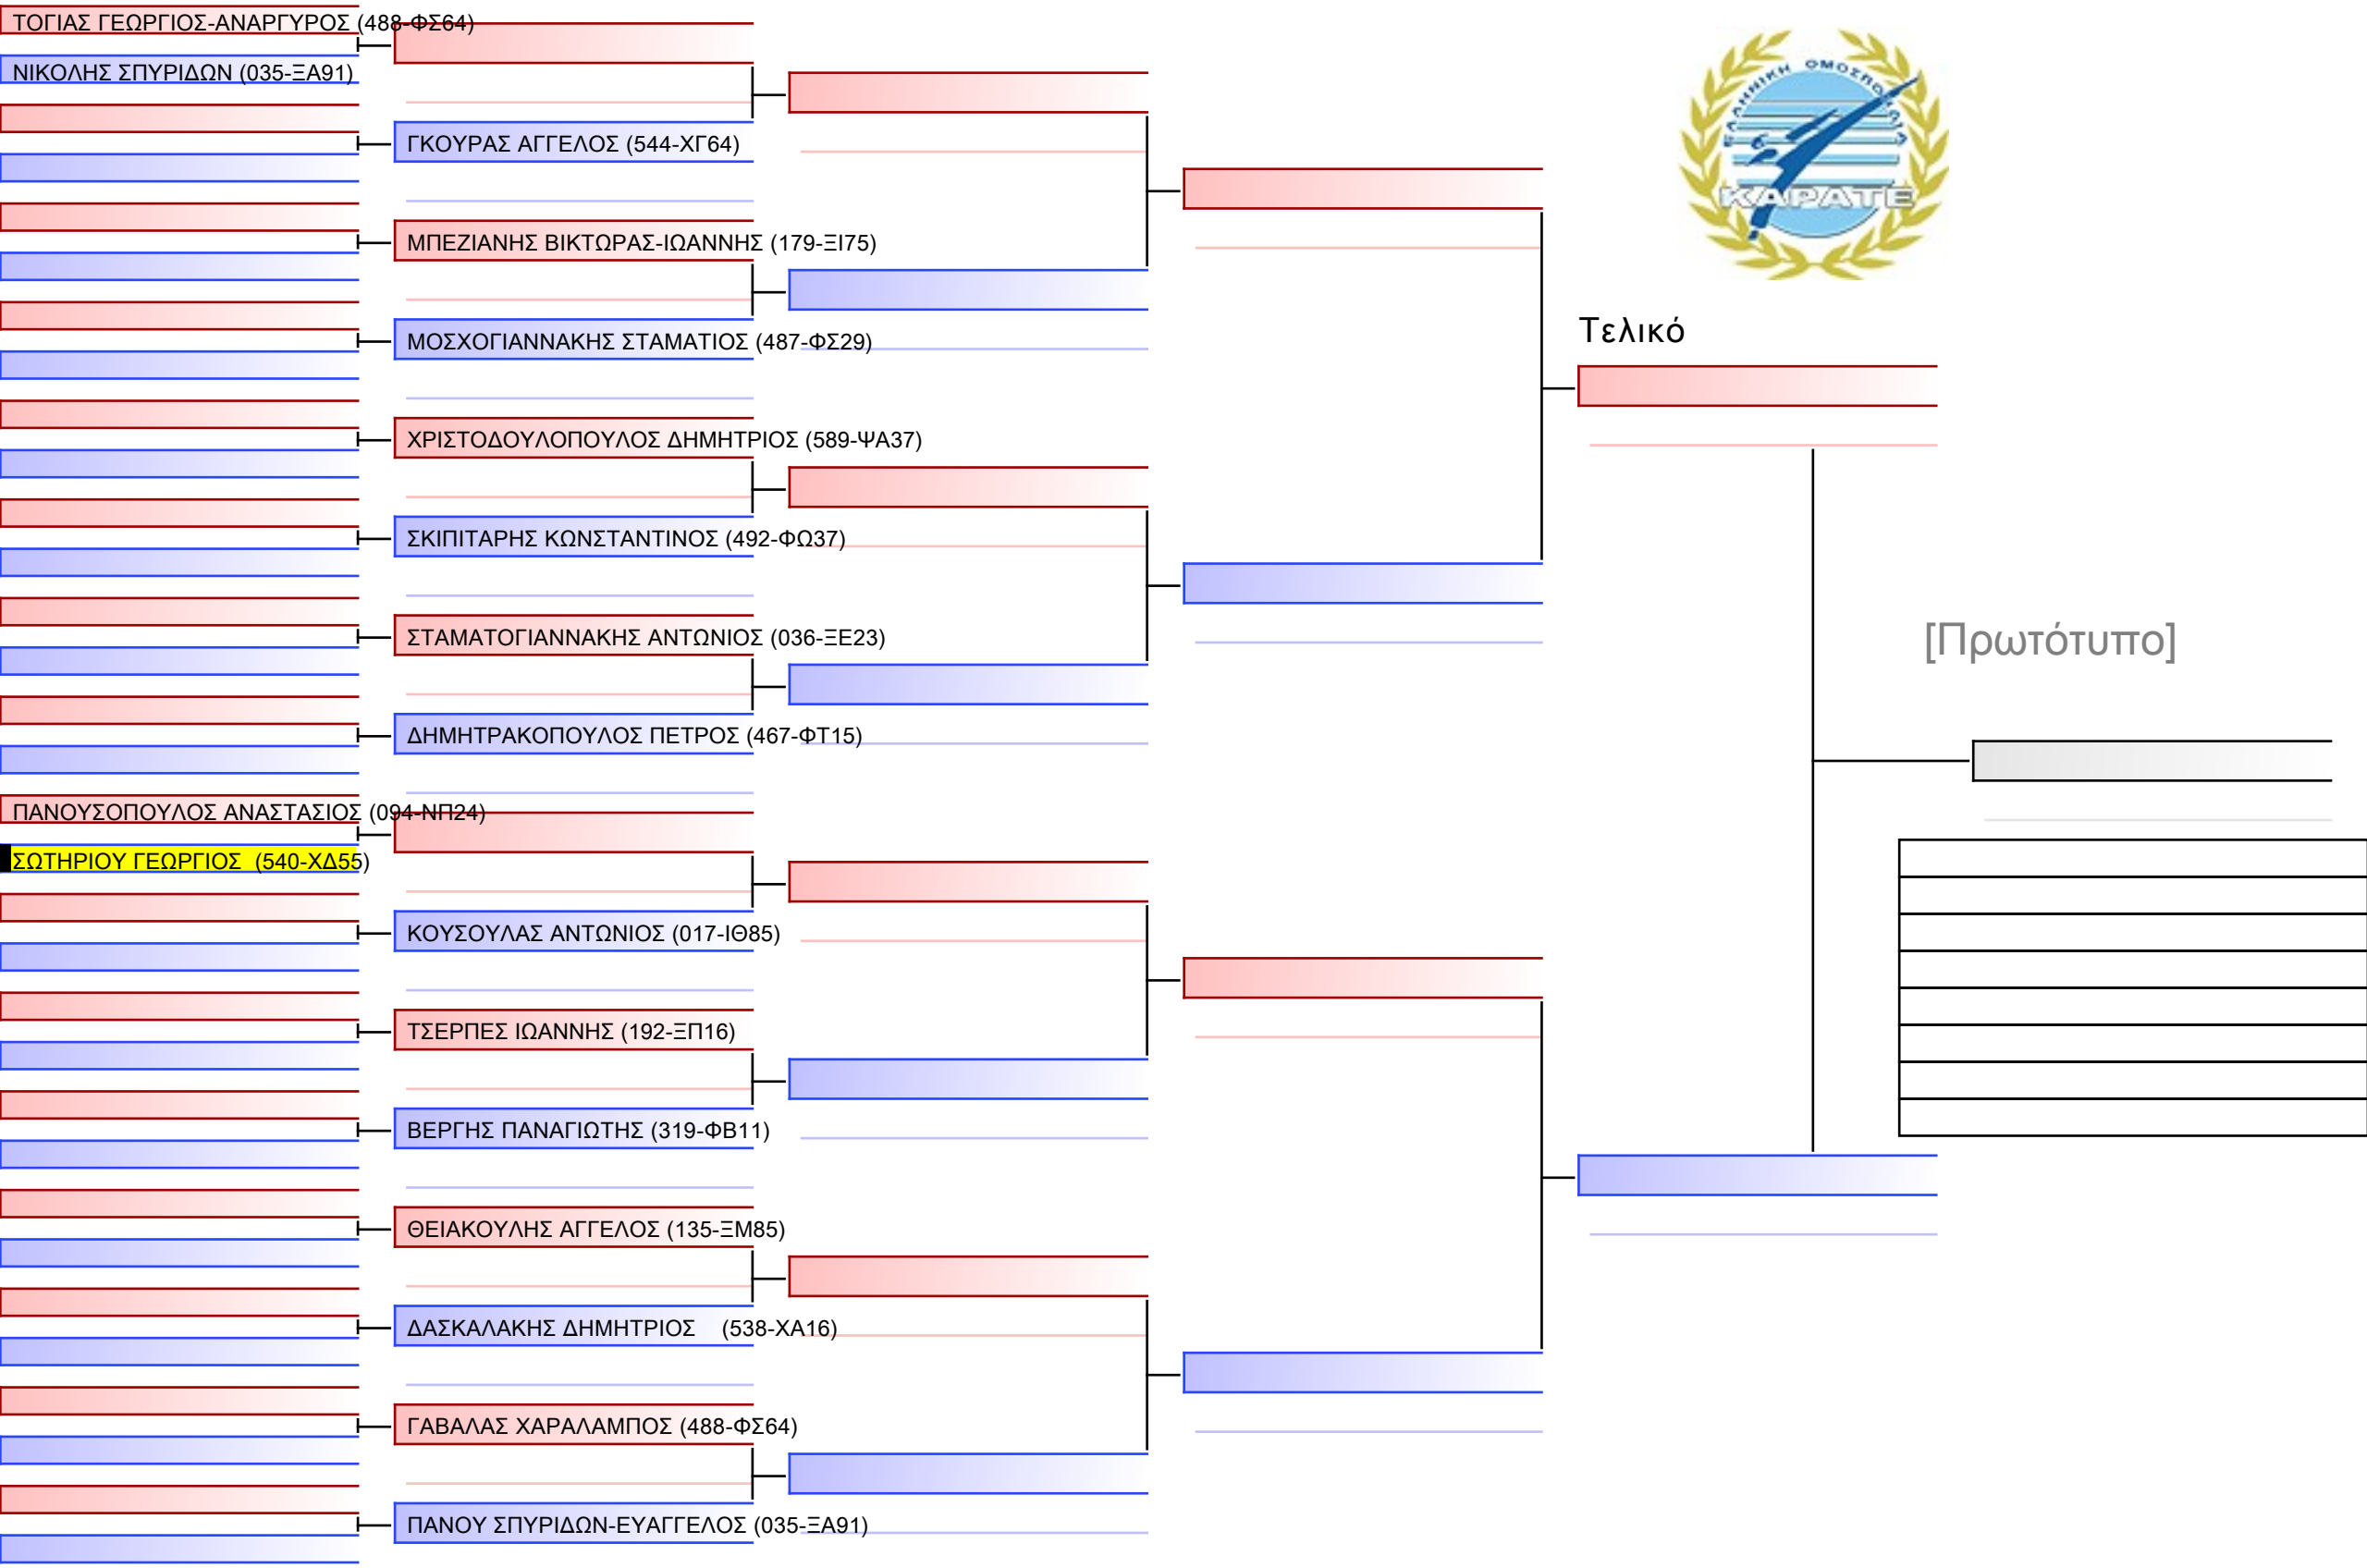 ΤΟΓΙΑΣ ΓΕΩΡΓΙΟΣ-ΑΝΑΡΓΥΡΟΣ (488-ΦΣ64)
ΝΙΚΟΛΗΣ ΣΠΥΡΙΔΩΝ (035-ΞΑ91)
ΓΚΟΥΡΑΣ ΑΓΓΕΛΟΣ (544-ΧΓ64)
ΜΠΕΖΙΑΝΗΣ ΒΙΚΤΩΡΑΣ-ΙΩΑΝΝΗΣ (179-ΞΙ75)
ΜΟΣΧΟΓΙΑΝΝΑΚΗΣ ΣΤΑΜΑΤΙΟΣ (487-ΦΣ29)
ΧΡΙΣΤΟΔΟΥΛΟΠΟΥΛΟΣ ΔΗΜΗΤΡΙΟΣ (589-ΨΑ37)
ΣΚΙΠΙΤΑΡΗΣ ΚΩΝΣΤΑΝΤΙΝΟΣ (492-ΦΩ37)
ΣΤΑΜΑΤΟΓΙΑΝΝΑΚΗΣ ΑΝΤΩΝΙΟΣ (036-ΞΕ23)
ΔΗΜΗΤΡΑΚΟΠΟΥΛΟΣ ΠΕΤΡΟΣ (467-ΦΤ15)
ΠΑΝΟΥΣΟΠΟΥΛΟΣ ΑΝΑΣΤΑΣΙΟΣ (094-ΝΠ24)
ΣΩΤΗΡΙΟΥ ΓΕΩΡΓΙΟΣ (540-ΧΔ55)
ΚΟΥΣΟΥΛΑΣ ΑΝΤΩΝΙΟΣ (017-ΙΘ85)
ΤΣΕΡΠΕΣ ΙΩΑΝΝΗΣ (192-ΞΠ16)
ΒΕΡΓΗΣ ΠΑΝΑΓΙΩΤΗΣ (319-ΦΒ11)
ΘΕΙΑΚΟΥΛΗΣ ΑΓΓΕΛΟΣ (135-ΞΜ85)
ΔΑΣΚΑΛΑΚΗΣ ΔΗΜΗΤΡΙΟΣ (538-ΧΑ16)
ΓΑΒΑΛΑΣ ΧΑΡΑΛΑΜΠΟΣ (488-ΦΣ64)
ΠΑΝΟΥ ΣΠΥΡΙΔΩΝ-ΕΥΑΓΓΕΛΟΣ (035-ΞΑ91)
ΕΛΛΗΝΙΚΗ ΟΜΟΣΠΟΝΔΙΑ
ΚΑΡΑΤΕ
Τελικό
[Πρωτότυπο]